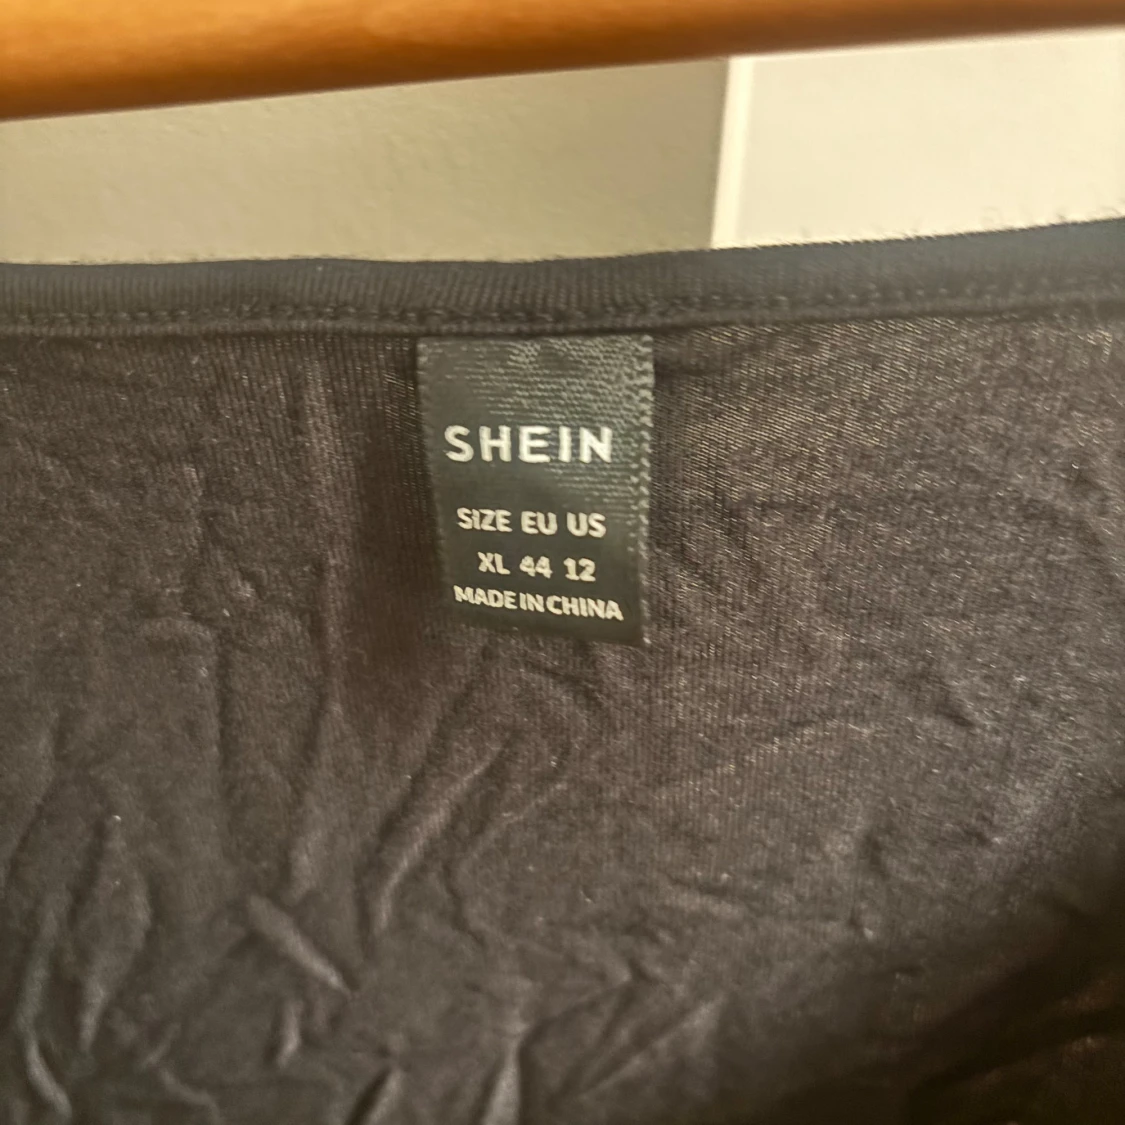 SHEIN
SIZE EU US
XL 44 12
MADE IN CHINA